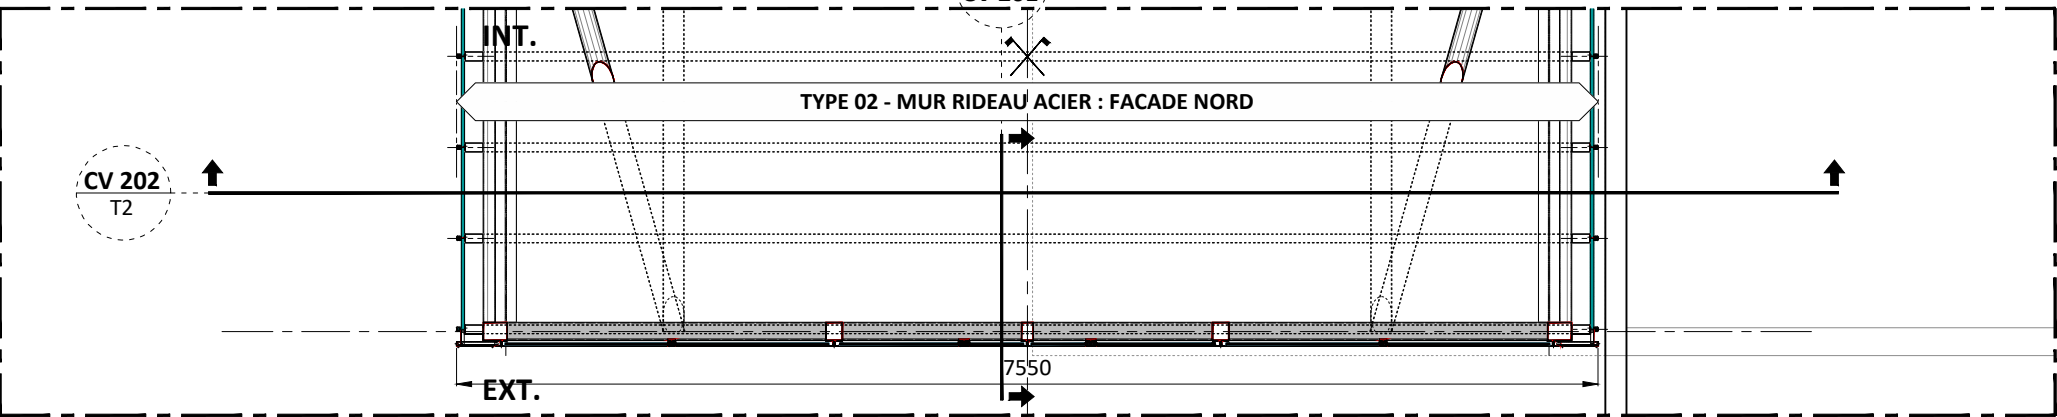 INT.
TYPE 02 - MUR RIDEAU ACIER : FACADE NORD
CV 202
T2
7550
EXT.